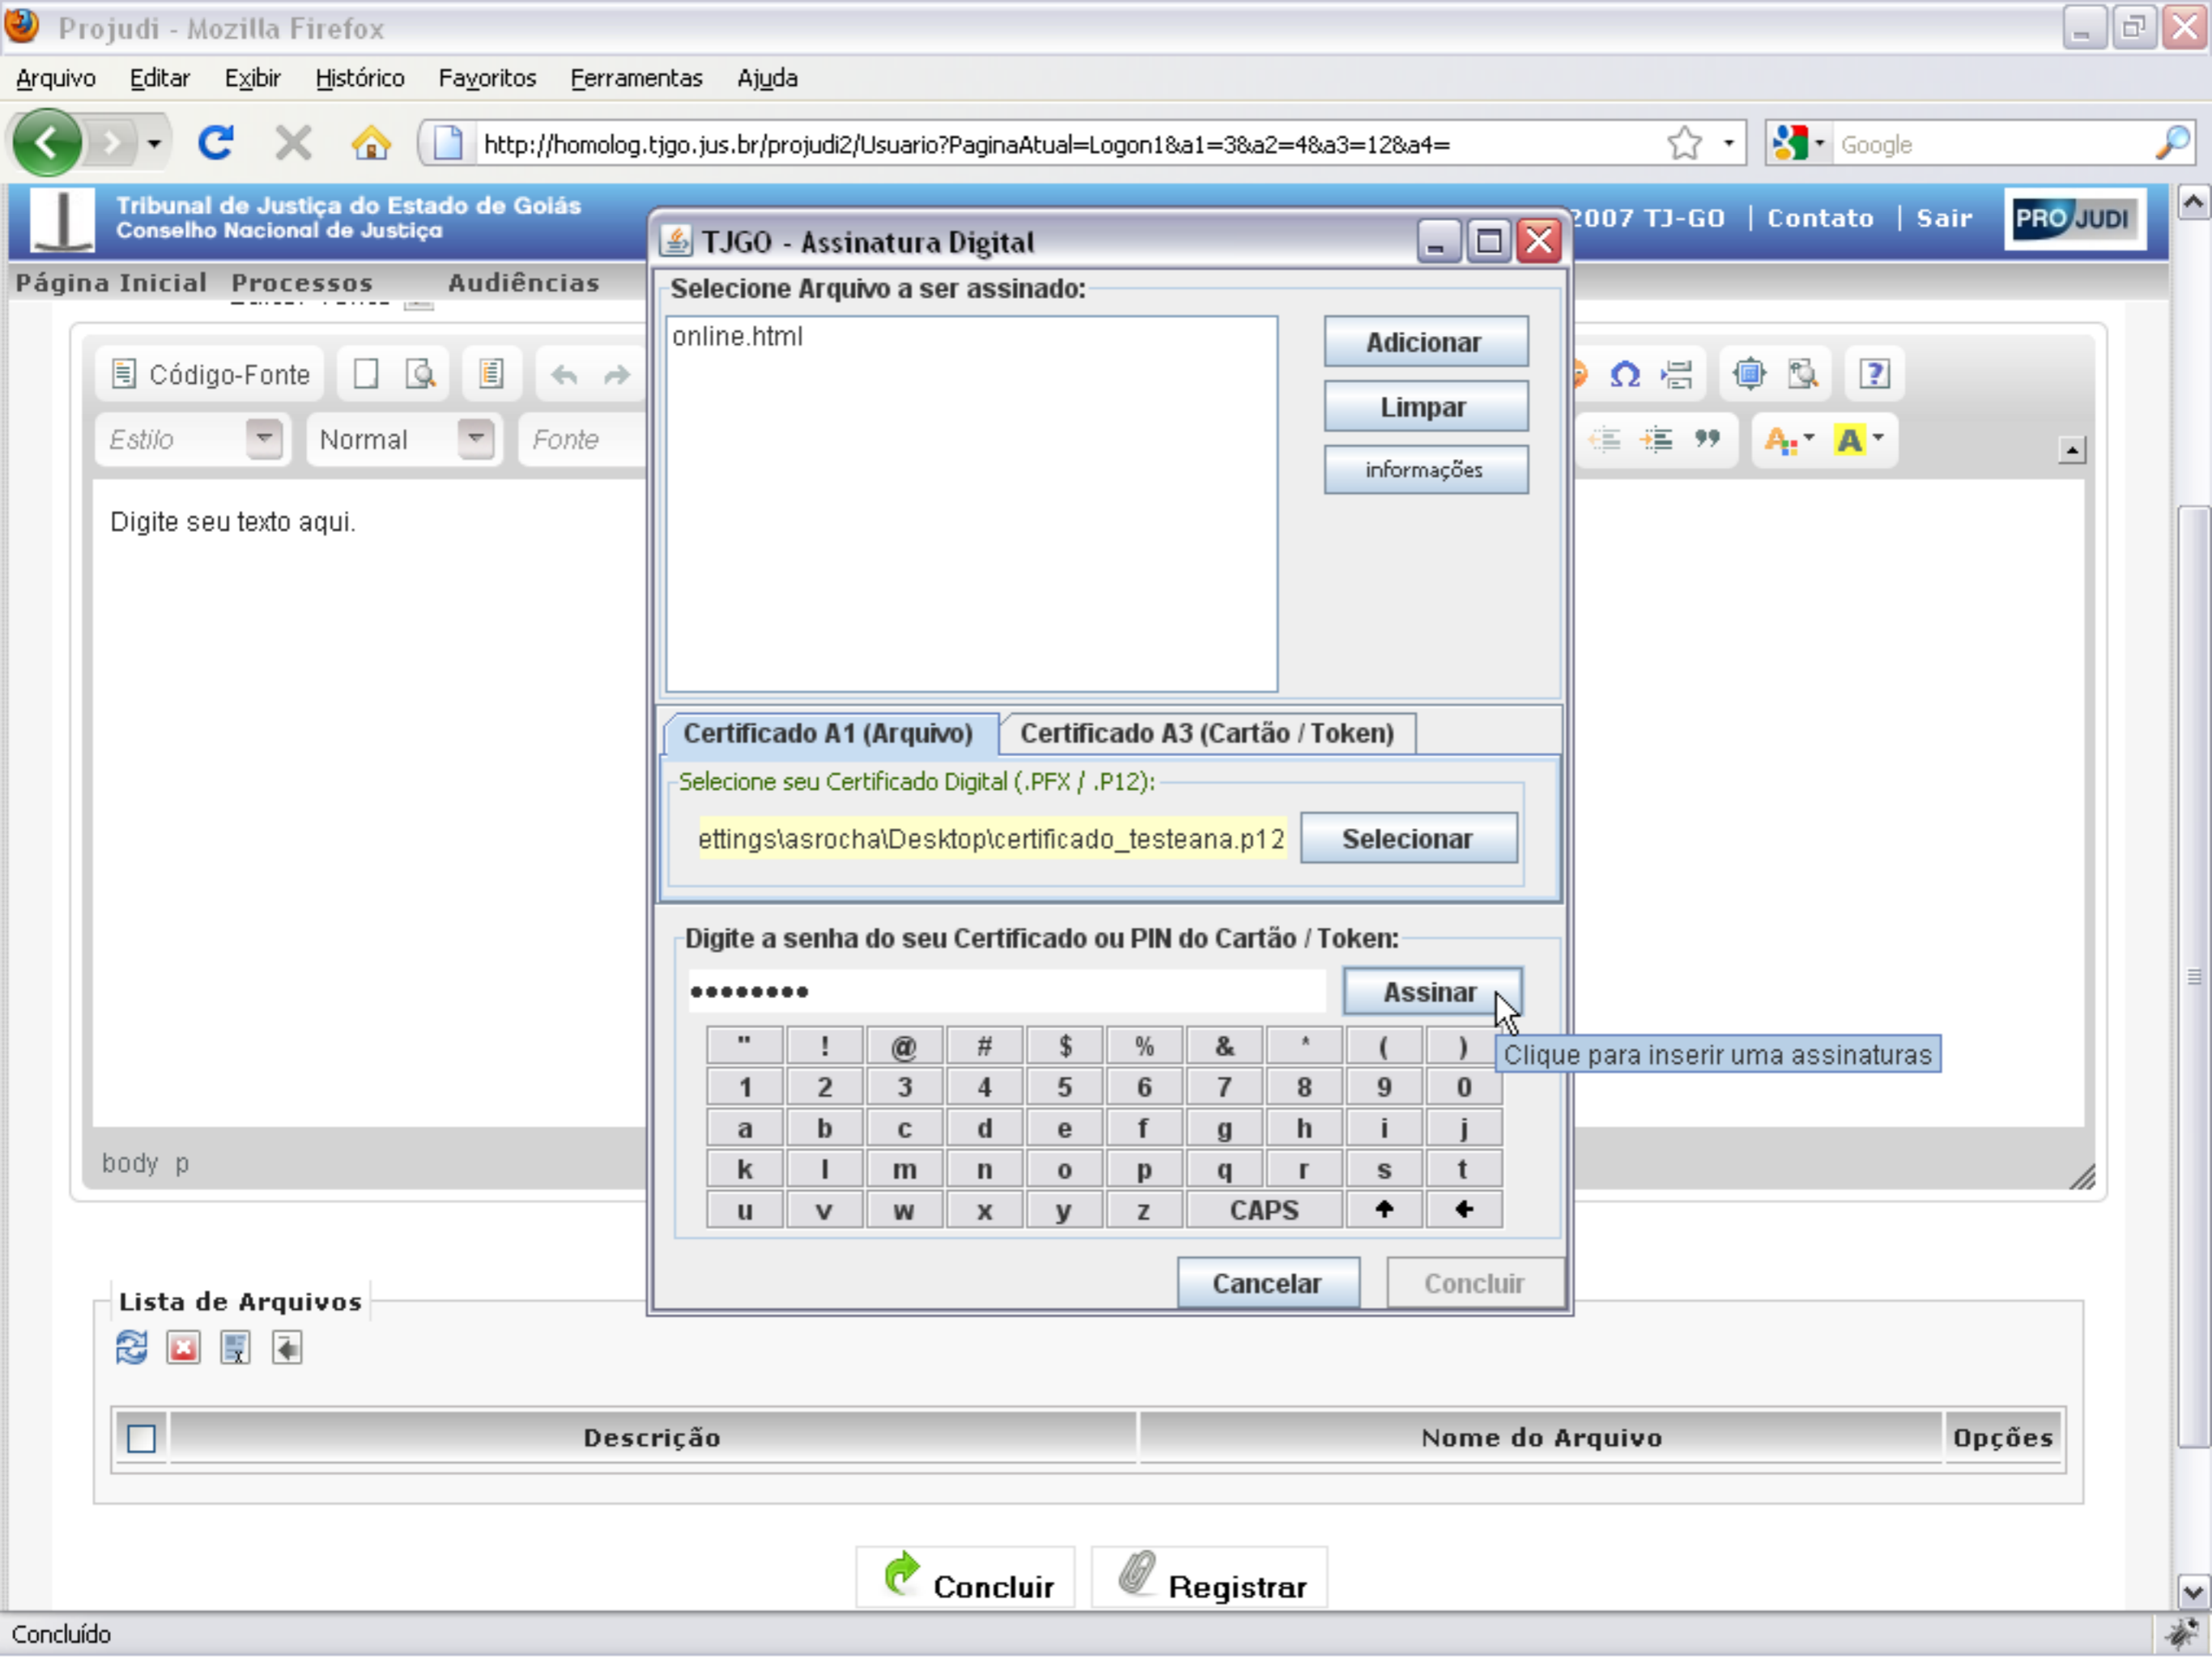 Projudi - Mozilla Firefox
Arquivo Editar Exibir Histórico Favoritos Ferramentas Ajuda
http://homolog.tjgo.jus.br/projudi2/Usuario?PaginaAtual=Logon1&a1=3&a2=4&a3=12&a4=
Google
Tribunal de Justiça do Estado de Goiás
Conselho Nacional de Justiça
2007 TJ-GO | Contato | Sair
PROJUDI
Página Inicial Processos Audiências
Código-Fonte
Estilo Normal Fonte
Digite seu texto aqui.
body p
TJGO - Assinatura Digital
Selecione Arquivo a ser assinado:
online.html
Adicionar
Limpar
informações
Certificado A1 (Arquivo) Certificado A3 (Cartão / Token)
Selecione seu Certificado Digital (.PFX / .P12):
ettings\asrocha\Desktop\certificado_testeana.p12 Selecionar
Digite a senha do seu Certificado ou PIN do Cartão / Token:
•••••••• Assinar
Clique para inserir uma assinaturas
" ! @ # $ % & * ( )
1 2 3 4 5 6 7 8 9 0
a b c d e f g h i j
k l m n o p q r s t
u v w x y z CAPS
Cancelar Concluir
Lista de Arquivos
Descrição Nome do Arquivo Opções
Concluir Registrar
Concluído